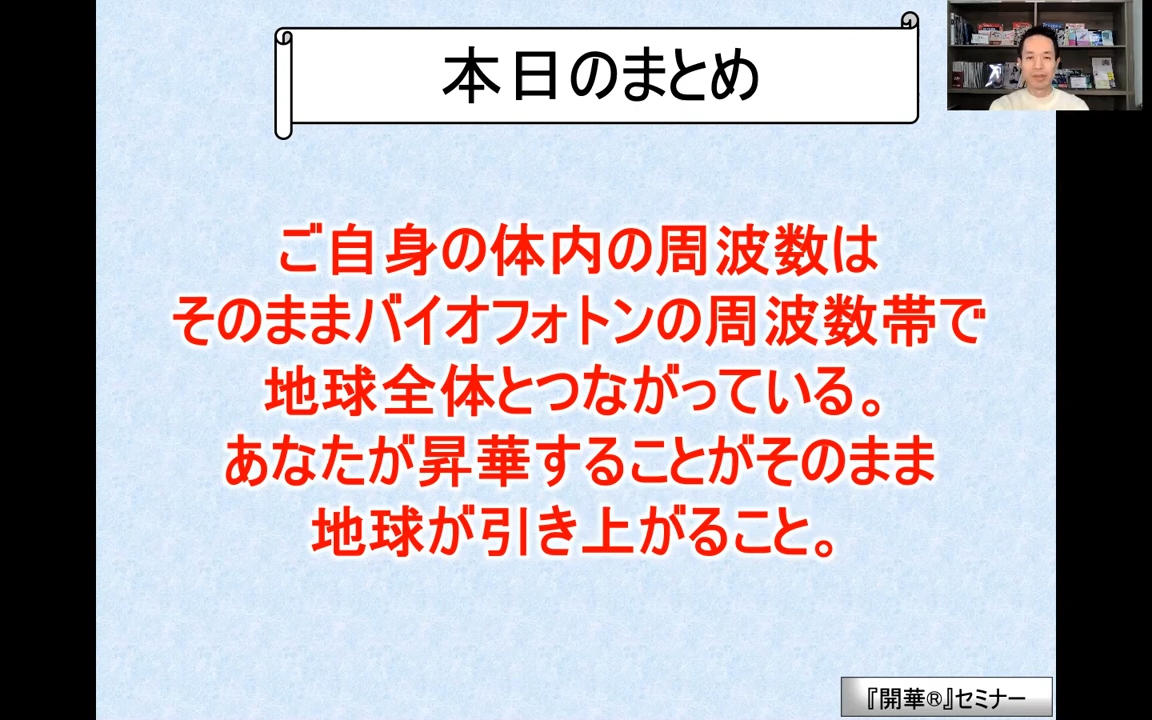 本日のまとめ
ご自身の体内の周波数は
そのままバイオフォトンの周波数帯で
地球全体とつながっている。
あなたが昇華することがそのまま
地球が引き上がること。
『開華®』セミナー